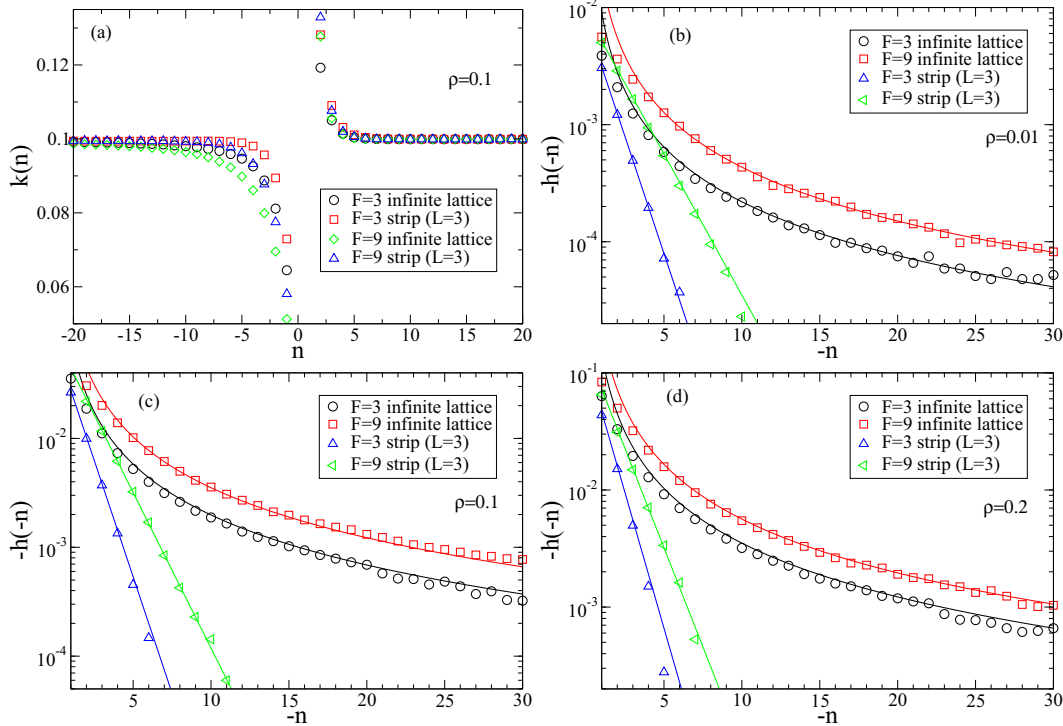 (a)
ρ=0.1
k(n)
0.12
0.1
0.08
0.06
F=3 infinite lattice
F=3 strip (L=3)
F=9 infinite lattice
F=9 strip (L=3)
-20 -15 -10 -5 0 5 10 15 20
n
(b)
ρ=0.01
-h(-n)
10^-2
10^-3
10^-4
F=3 infinite lattice
F=9 infinite lattice
F=3 strip (L=3)
F=9 strip (L=3)
5 10 15 20 25 30
-n
(c)
ρ=0.1
-h(-n)
10^-2
10^-3
10^-4
F=3 infinite lattice
F=9 infinite lattice
F=3 strip (L=3)
F=9 strip (L=3)
5 10 15 20 25 30
-n
(d)
ρ=0.2
-h(-n)
10^-1
10^-2
10^-3
F=3 infinite lattice
F=9 infinite lattice
F=3 strip (L=3)
F=9 strip (L=3)
5 10 15 20 25 30
-n